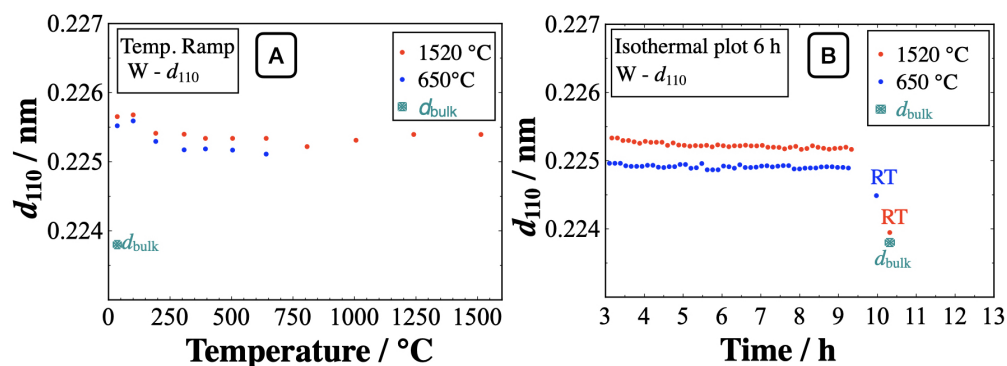 0.227
0.226
0.225
0.224
d110 / nm
Temp. Ramp
W - d110
A
1520 °C
650°C
dbulk
dbulk
0 250 500 750 1000 1250 1500
Temperature / °C
0.227
0.226
0.225
0.224
d110 / nm
Isothermal plot 6 h
W - d110
B
1520 °C
650 °C
dbulk
RT
RT
dbulk
3 4 5 6 7 8 9 10 11 12 13
Time / h